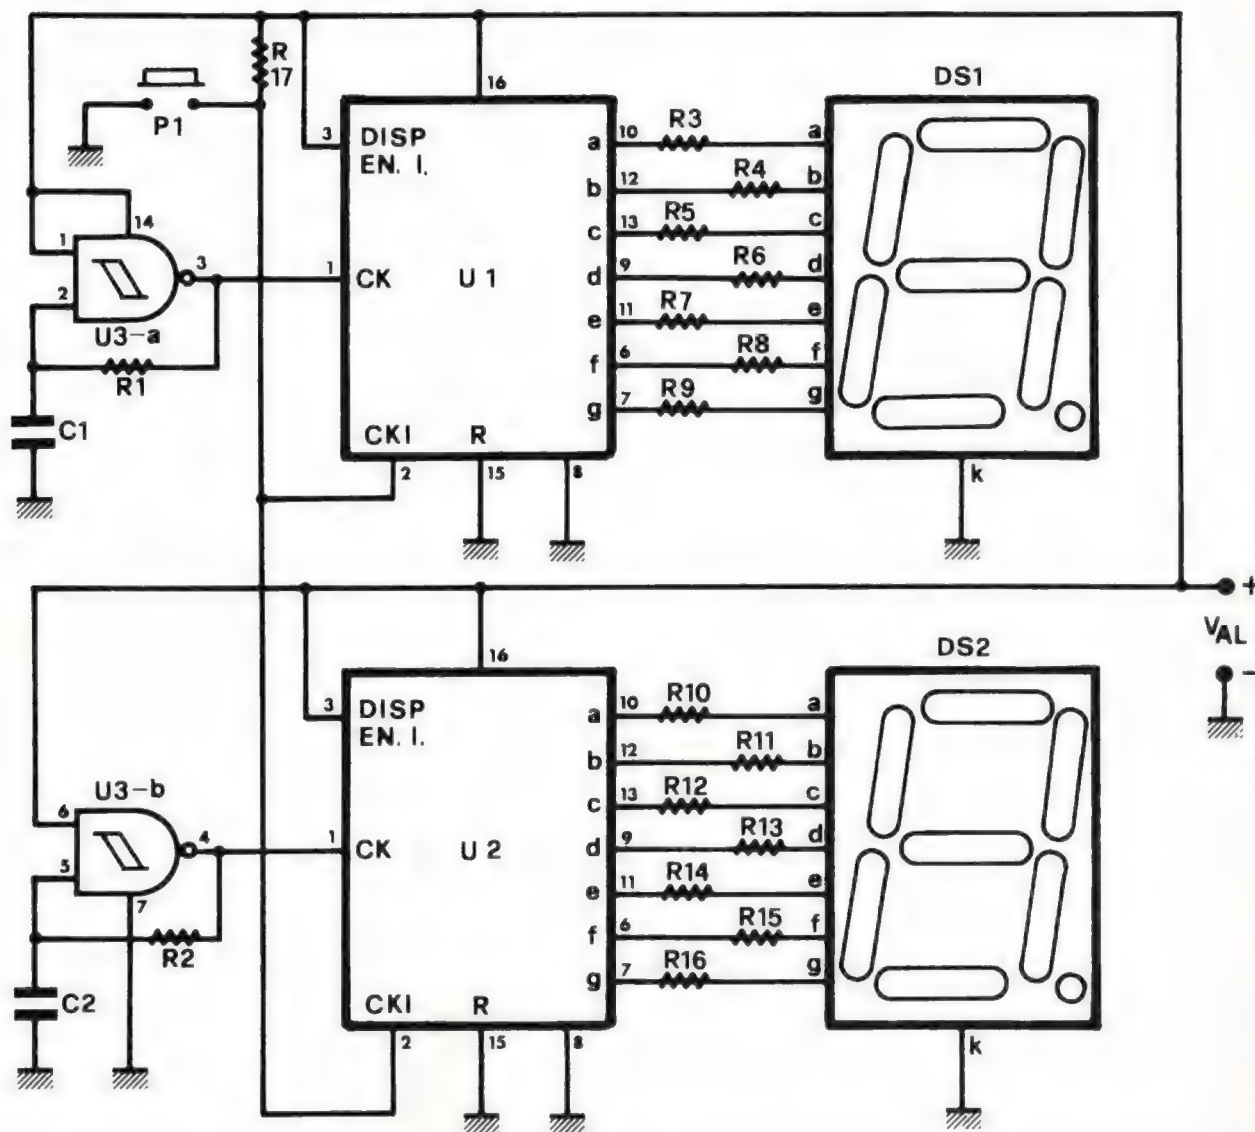 R
17
P1
16
DS1
3
DISP
EN. I.
a
10
R3
a
b
12
R4
b
c
13
R5
c
d
9
R6
d
e
11
R7
e
f
6
R8
f
g
7
R9
g
14
1
2
3
U3-a
R1
C1
1
CK
U1
CKI
R
2
15
8
k
+
VAL
-
16
DS2
3
DISP
EN. I.
a
10
R10
a
b
12
R11
b
c
13
R12
c
d
9
R13
d
e
11
R14
e
f
6
R15
f
g
7
R16
g
U3-b
6
5
4
7
R2
C2
1
CK
U2
CKI
R
2
15
8
k